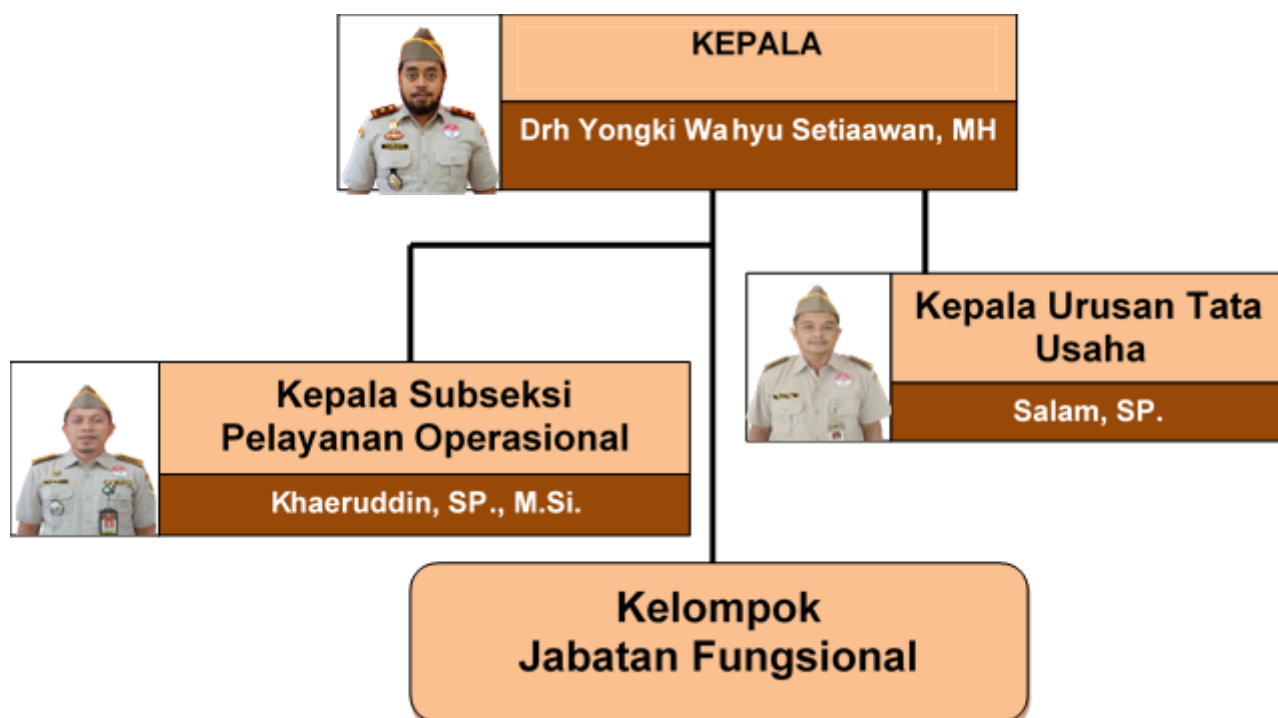 KEPALA
Drh Yongki Wahyu Setiaawan, MH
Kepala Urusan Tata
Usaha
Salam, SP.
Kepala Subseksi
Pelayanan Operasional
Khaeruddin, SP., M.Si.
Kelompok
Jabatan Fungsional